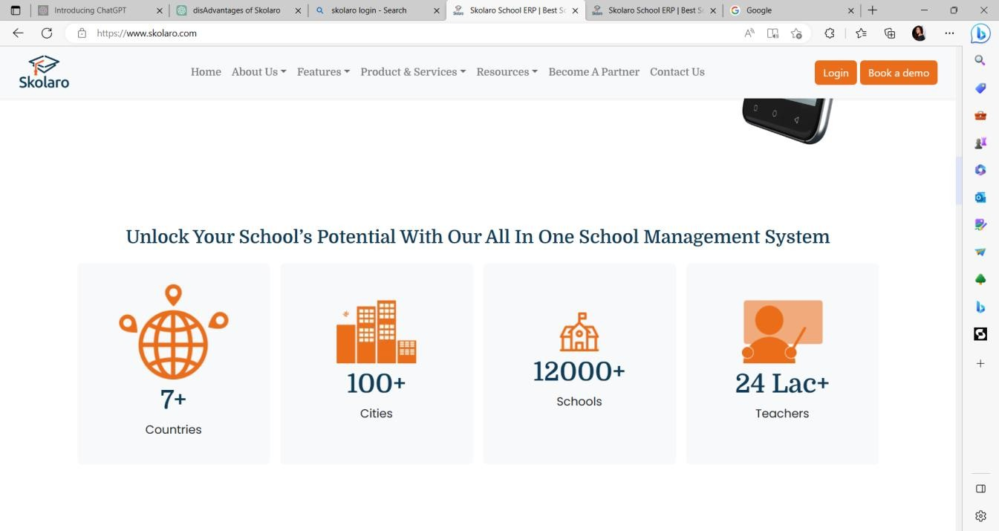 Introducing ChatGPT
disAdvantages of Skolaro
skolaro login - Search
Skolaro School ERP | Best Sc
Skolaro School ERP | Best Sc
Google
https://www.skolaro.com
Skolaro
Home
About Us
Features
Product & Services
Resources
Become A Partner
Contact Us
Login
Book a demo
Unlock Your School’s Potential With Our All In One School Management System
7+
Countries
100+
Cities
12000+
Schools
24 Lac+
Teachers